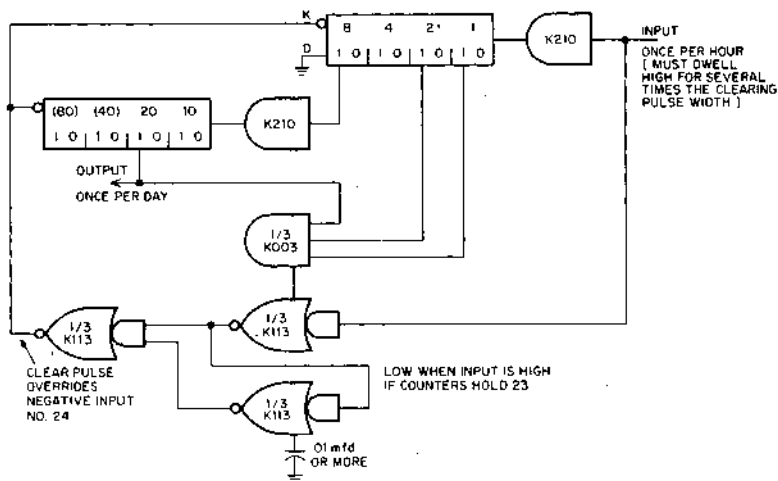 K
8 4 2' 1
1 0 1 0 1 0 1 0
D
K210
INPUT
ONCE PER HOUR
( MUST DWELL
HIGH FOR SEVERAL
TIMES THE CLEARING
PULSE WIDTH )
(80) (40) 20 10
1 0 1 0 1 0 1 0
K210
OUTPUT
ONCE PER DAY
1/3
K003
1/3
K113
1/3
K113
CLEAR PULSE
OVERRIDES
NEGATIVE INPUT
NO. 24
LOW WHEN INPUT IS HIGH
IF COUNTERS HOLD 23
1/3
K113
.01 mfd
OR MORE